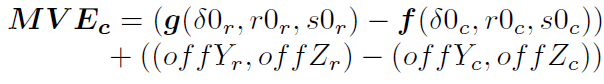 MVE_c = (g(δ0_r, r0_r, s0_r) − f(δ0_c, r0_c, s0_c))
+ ((offY_r, offZ_r) − (offY_c, offZ_c)